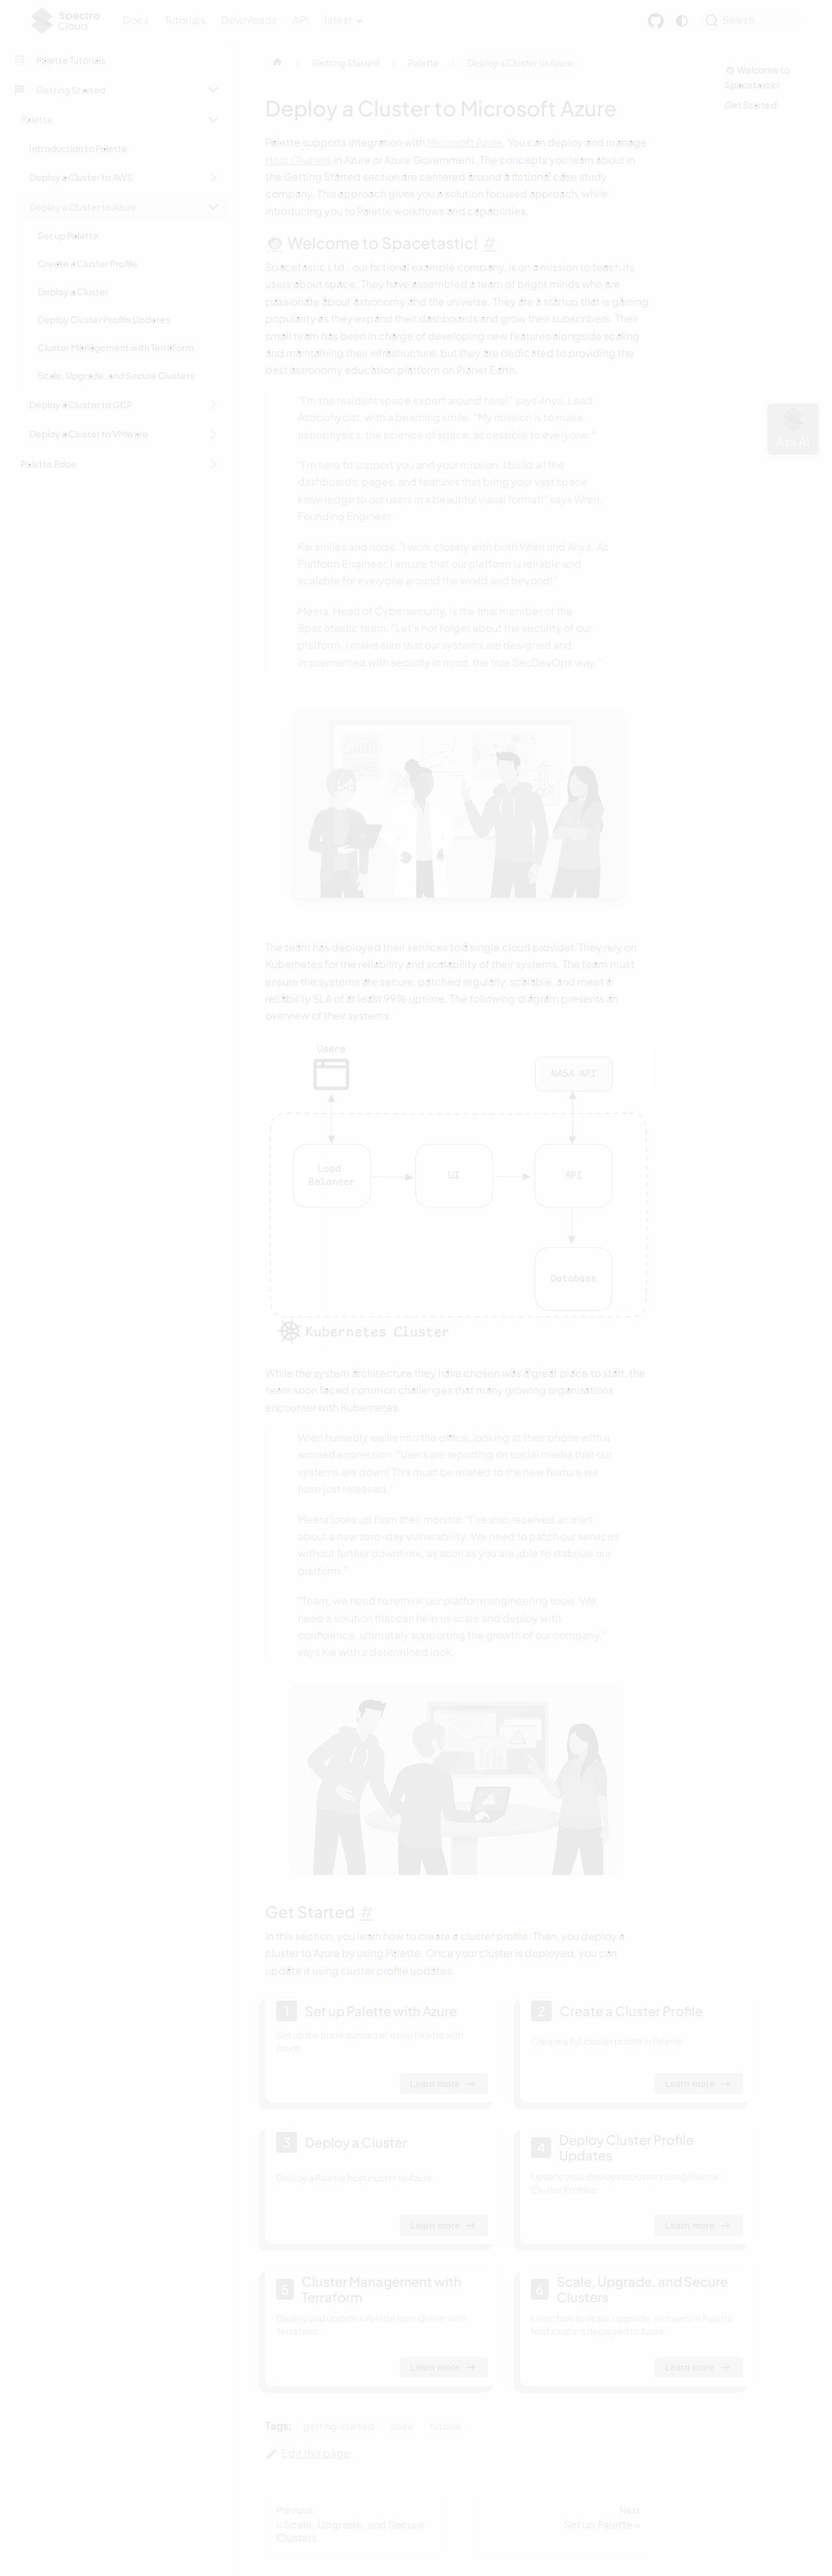 Spectro
Cloud
Docs
Tutorials
Downloads
API
latest
Search
Palette Tutorials
Getting Started
Palette
Introduction to Palette
Deploy a Cluster to AWS
Deploy a Cluster to Azure
Set up Palette
Create a Cluster Profile
Deploy a Cluster
Deploy Cluster Profile Updates
Cluster Management with Terraform
Scale, Upgrade, and Secure Clusters
Deploy a Cluster to GCP
Deploy a Cluster to VMware
Palette Edge
Getting Started
Palette
Deploy a Cluster to Azure
Deploy a Cluster to Microsoft Azure
Palette supports integration with Microsoft Azure. You can deploy and manage
Host Clusters in Azure or Azure Government. The concepts you learn about in
the Getting Started section are centered around a fictional case study
company. This approach gives you a solution focused approach, while
introducing you to Palette workflows and capabilities.
🧑‍🚀 Welcome to Spacetastic! #
Spacetastic Ltd., our fictional example company, is on a mission to teach its
users about space. They have assembled a team of bright minds who are
passionate about astronomy and the universe. They are a startup that is gaining
popularity as they expand their dashboards and grow their subscribers. Their
small team has been in charge of developing new features alongside scaling
and maintaining their infrastructure, but they are dedicated to providing the
best astronomy education platform on Planet Earth.
"I'm the resident space expert around here!" says Anya, Lead
Astrophycist, with a beaming smile. "My mission is to make
astrophysics, the science of space, accessible to everyone."
"I'm here to support you and your mission. I build all the
dashboards, pages, and features that bring your vast space
knowledge to our users in a beautiful visual format!" says Wren,
Founding Engineer.
Kai smiles and nods. "I work closely with both Wren and Anya. As
Platform Engineer, I ensure that our platform is reliable and
scalable for everyone around the world and beyond!"
Meera, Head of Cybersecurity, is the final member of the
Spacetastic team. "Let's not forget about the security of our
platform. I make sure that our systems are designed and
implemented with security in mind, the true SecDevOps way."
The team has deployed their services to a single cloud provider. They rely on
Kubernetes for the reliability and scalability of their systems. The team must
ensure the systems are secure, patched regularly, scalable, and meet a
reliability SLA of at least 99% uptime. The following diagram presents an
overview of their systems.
Users
NASA API
Load
Balancer
UI
API
Database
Kubernetes Cluster
While the system architecture they have chosen was a great place to start, the
team soon faced common challenges that many growing organizations
encounter with Kubernetes.
Wren hurriedly walks into the office, looking at their phone with a
worried expression. "Users are reporting on social media that our
systems are down! This must be related to the new feature we
have just released."
Meera looks up from their monitor. "I've also received an alert
about a new zero-day vulnerability. We need to patch our services
without further downtime, as soon as you are able to stabilize our
platform."
"Team, we need to rethink our platform engineering tools. We
need a solution that can help us scale and deploy with
confidence, ultimately supporting the growth of our company,"
says Kai with a determined look.
Get Started #
In this section, you learn how to create a cluster profile. Then, you deploy a
cluster to Azure by using Palette. Once your cluster is deployed, you can
update it using cluster profile updates.
1 Set up Palette with Azure
Set up the prerequisites of using Palette with
Azure.
Learn more
2 Create a Cluster Profile
Create a full cluster profile in Palette.
Learn more
3 Deploy a Cluster
Deploy a Palette host cluster to Azure.
Learn more
4 Deploy Cluster Profile
Updates
Update your deployed clusters using Palette
Cluster Profiles.
Learn more
5 Cluster Management with
Terraform
Deploy and update a Palette host cluster with
Terraform.
Learn more
6 Scale, Upgrade, and Secure
Clusters
Learn how to scale, upgrade, and secure Palette
host clusters deployed to Azure.
Learn more
Tags:
getting-started
azure
tutorial
Edit this page
Previous
« Scale, Upgrade, and Secure
Clusters
Next
Set up Palette »
🧑‍🚀 Welcome to
Spacetastic!
Get Started
Ask AI